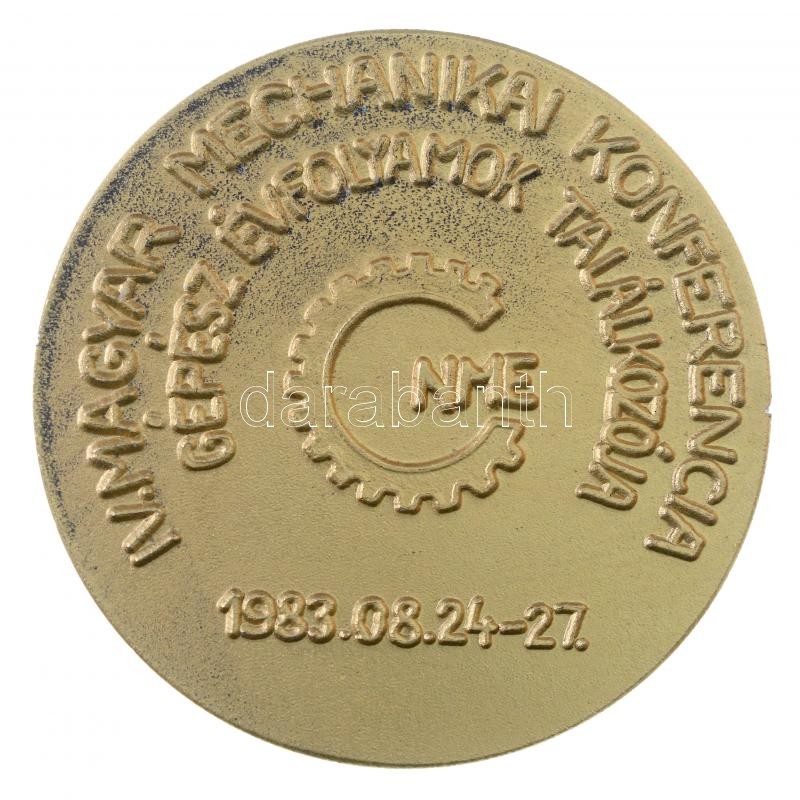 IV. MAGYAR MECHANIKAI KONFERENCIA
GÉPÉSZ ÉVFOLYAMOK TALÁLKOZÓJA
NME
darabanth
1983.08.24-27.